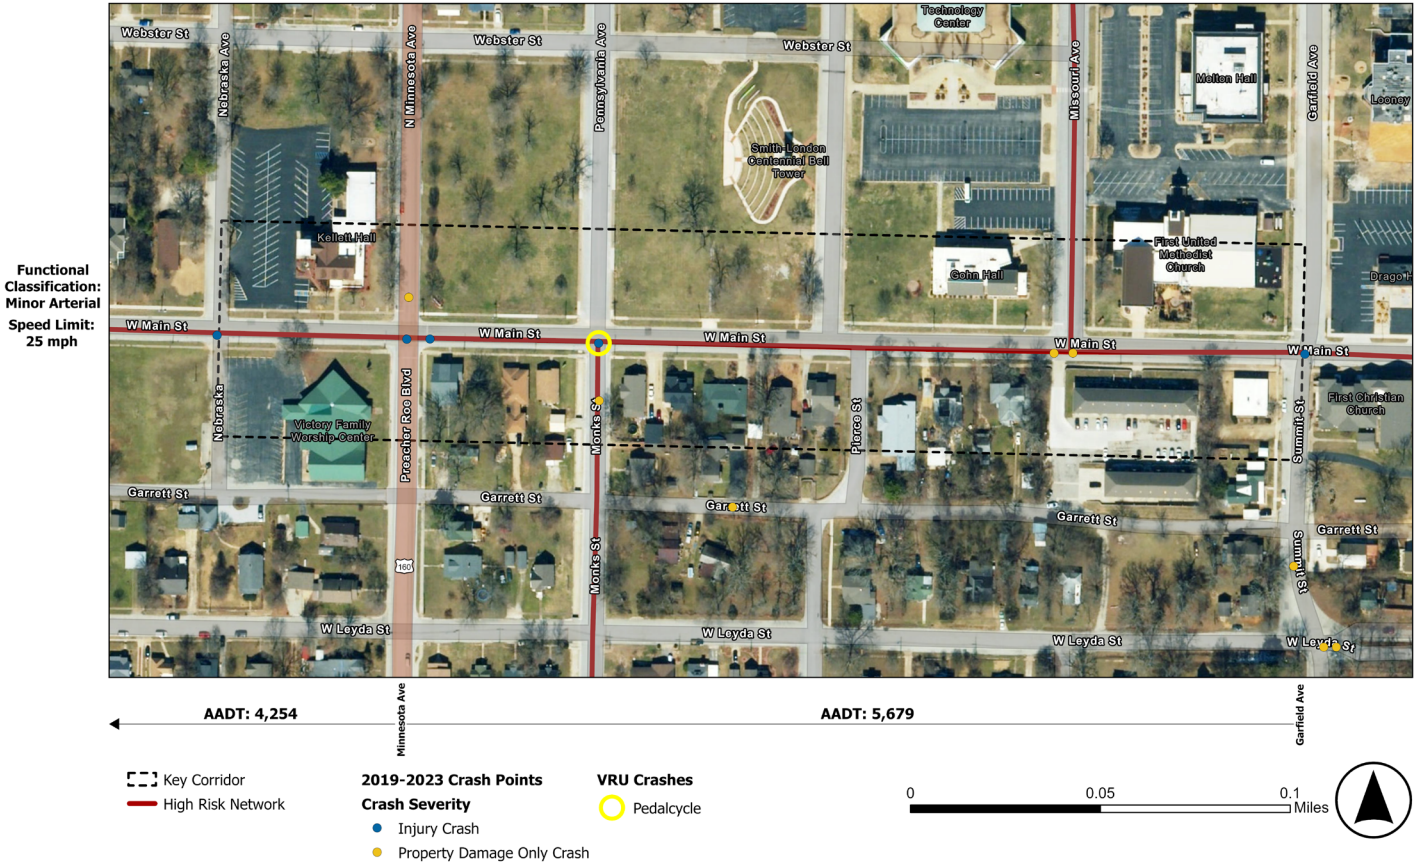 Technology
Center
Webster St
Webster St
Webster St
Nebraska Ave
N Minnesota Ave
Pennsylvania Ave
Missouri Ave
Garfield Ave
Melton Hall
Looney
Smith-London
Centennial Bell
Tower
Kellett Hall
First United
Methodist
Church
Gohn Hall
Drago H
Functional
Classification:
Minor Arterial
Speed Limit:
25 mph
W Main St
W Main St
W Main St
W Main St
W Main St
Nebraska
Preacher Roe Blvd
Monks St
Pierce St
Summit St
Victory Family
Worship Center
First Christian
Church
Garrett St
Garrett St
Garrett St
Garrett St
Garrett St
Monks St
Summit St
160
W Leyda St
W Leyda St
W Leyda St
W Leyda St
AADT: 4,254
AADT: 5,679
Minnesota Ave
Garfield Ave
Key Corridor
High Risk Network
2019-2023 Crash Points
Crash Severity
Injury Crash
Property Damage Only Crash
VRU Crashes
Pedalcycle
0 0.05 0.1
Miles